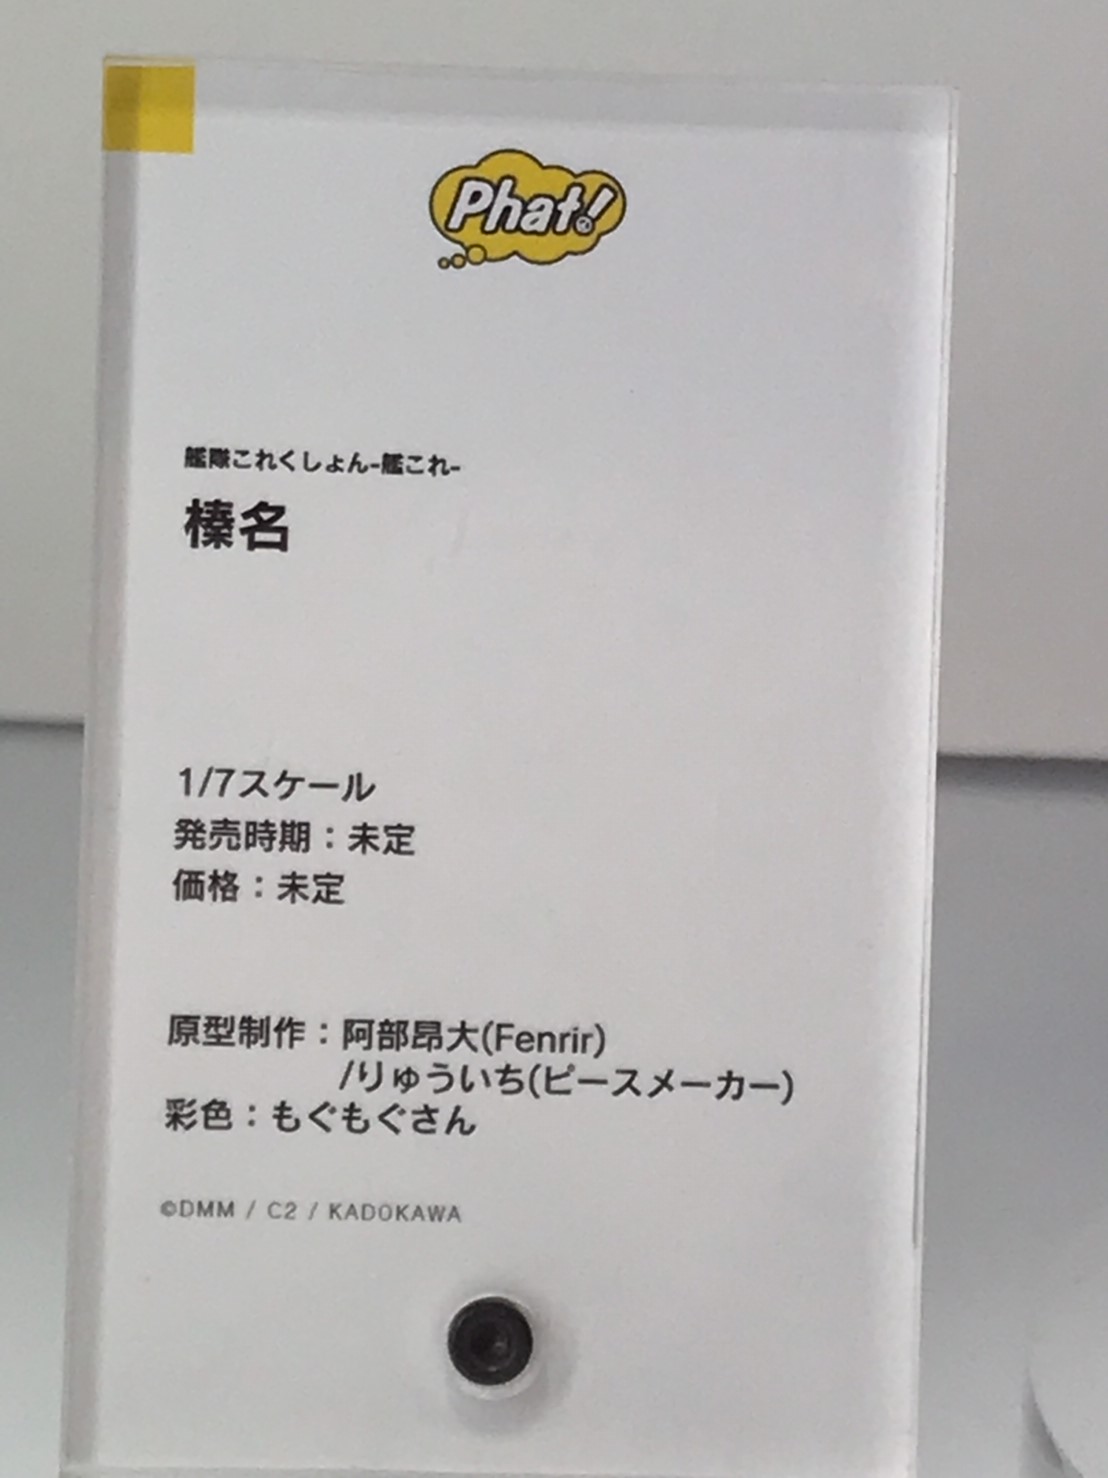 Phat!
艦隊これくしょん-艦これ-
榛名
1/7スケール
発売時期：未定
価格：未定
原型制作：阿部昂大(Fenrir)
/りゅういち(ピースメーカー)
彩色：もぐもぐさん
©DMM / C2 / KADOKAWA